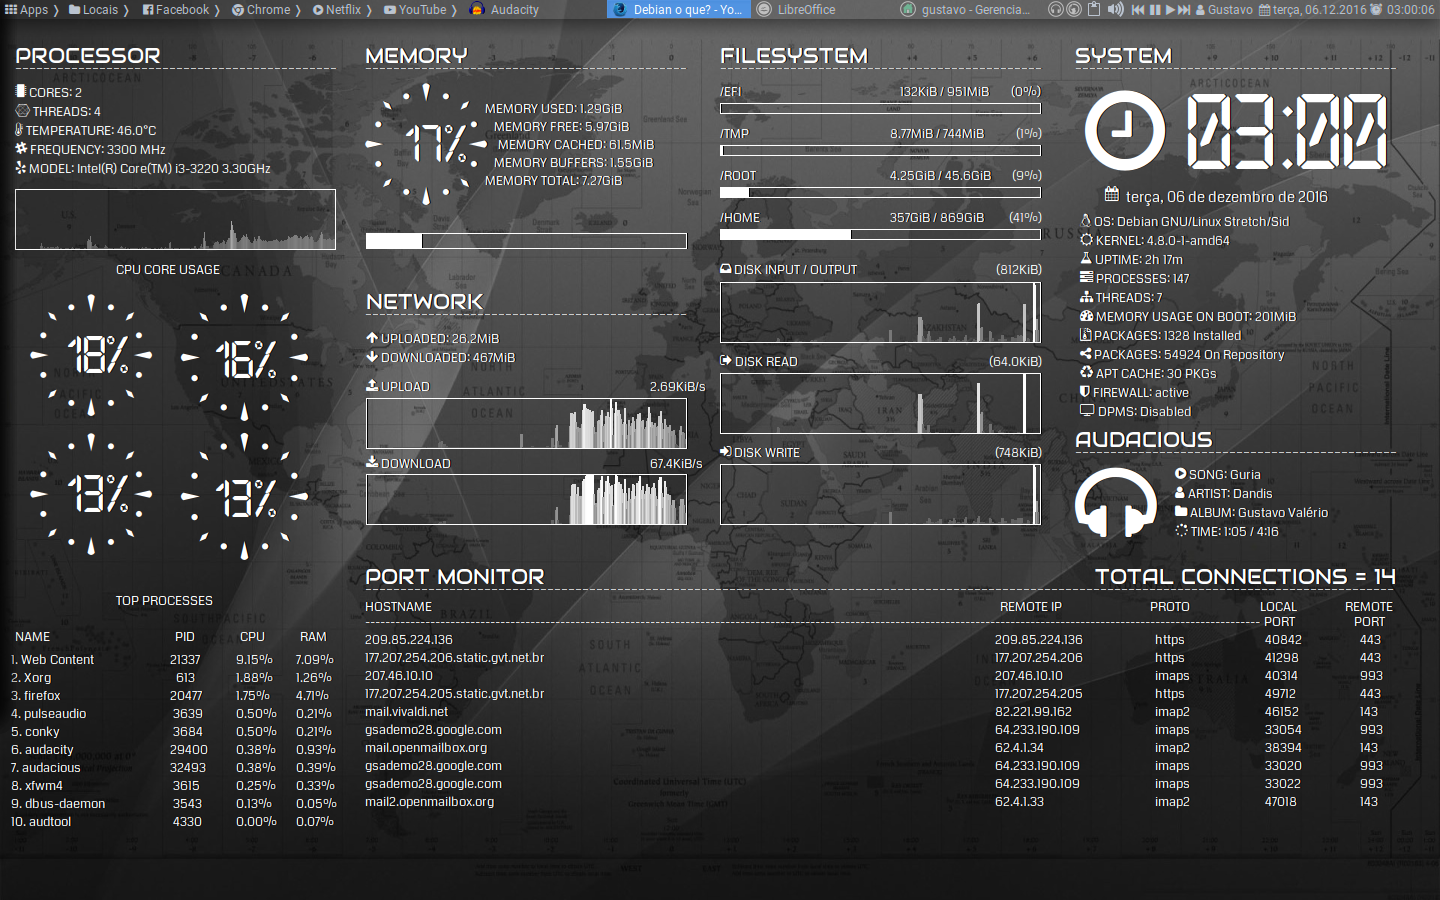 Apps ❭ Locais ❭ Facebook ❭ Chrome ❭ Netflix ❭ YouTube ❭ Audacity Debian o que? - Yo... LibreOffice gustavo - Gerencia... Gustavo terça, 06.12.2016 03:00:06
PROCESSOR
CORES: 2
THREADS: 4
TEMPERATURE: 46.0°C
FREQUENCY: 3300 MHz
MODEL: Intel(R) Core(TM) i3-3220 3.30GHz
CPU CORE USAGE
18% 16%
13% 13%
TOP PROCESSES
NAME PID CPU RAM
1. Web Content 21337 9.15% 7.09%
2. Xorg 613 1.88% 1.26%
3. firefox 20477 1.75% 4.71%
4. pulseaudio 3639 0.50% 0.21%
5. conky 3684 0.50% 0.21%
6. audacity 29400 0.38% 0.93%
7. audacious 32493 0.38% 0.39%
8. xfwm4 3615 0.25% 0.33%
9. dbus-daemon 3543 0.13% 0.05%
10. audtool 4330 0.00% 0.07%
MEMORY
17%
MEMORY USED: 1.29GiB
MEMORY FREE: 5.97GiB
MEMORY CACHED: 61.5MiB
MEMORY BUFFERS: 1.55GiB
MEMORY TOTAL: 7.27GiB
NETWORK
UPLOADED: 26.2MiB
DOWNLOADED: 467MiB
UPLOAD 2.69KiB/s
DOWNLOAD 67.4KiB/s
FILESYSTEM
/EFI 132KiB / 951MiB (0%)
/TMP 8.77MiB / 744MiB (1%)
/ROOT 4.25GiB / 45.6GiB (9%)
/HOME 357GiB / 869GiB (41%)
DISK INPUT / OUTPUT (812KiB)
DISK READ (64.0KiB)
DISK WRITE (748KiB)
SYSTEM
03:00
terça, 06 de dezembro de 2016
OS: Debian GNU/Linux Stretch/Sid
KERNEL: 4.8.0-1-amd64
UPTIME: 2h 17m
PROCESSES: 147
THREADS: 7
MEMORY USAGE ON BOOT: 201MiB
PACKAGES: 1328 Installed
PACKAGES: 54924 On Repository
APT CACHE: 30 PKGs
FIREWALL: active
DPMS: Disabled
AUDACIOUS
SONG: Guria
ARTIST: Dandis
ALBUM: Gustavo Valério
TIME: 1:05 / 4:16
PORT MONITOR TOTAL CONNECTIONS = 14
HOSTNAME REMOTE IP PROTO LOCAL PORT REMOTE PORT
209.85.224.136 209.85.224.136 https 40842 443
177.207.254.206.static.gvt.net.br 177.207.254.206 https 41298 443
207.46.10.10 207.46.10.10 imaps 40314 993
177.207.254.205.static.gvt.net.br 177.207.254.205 https 49712 443
mail.vivaldi.net 82.221.99.162 imap2 46152 143
gsademo28.google.com 64.233.190.109 imaps 33054 993
mail.openmailbox.org 62.4.1.34 imap2 38394 143
gsademo28.google.com 64.233.190.109 imaps 33020 993
gsademo28.google.com 64.233.190.109 imaps 33022 993
mail2.openmailbox.org 62.4.1.33 imap2 47018 143